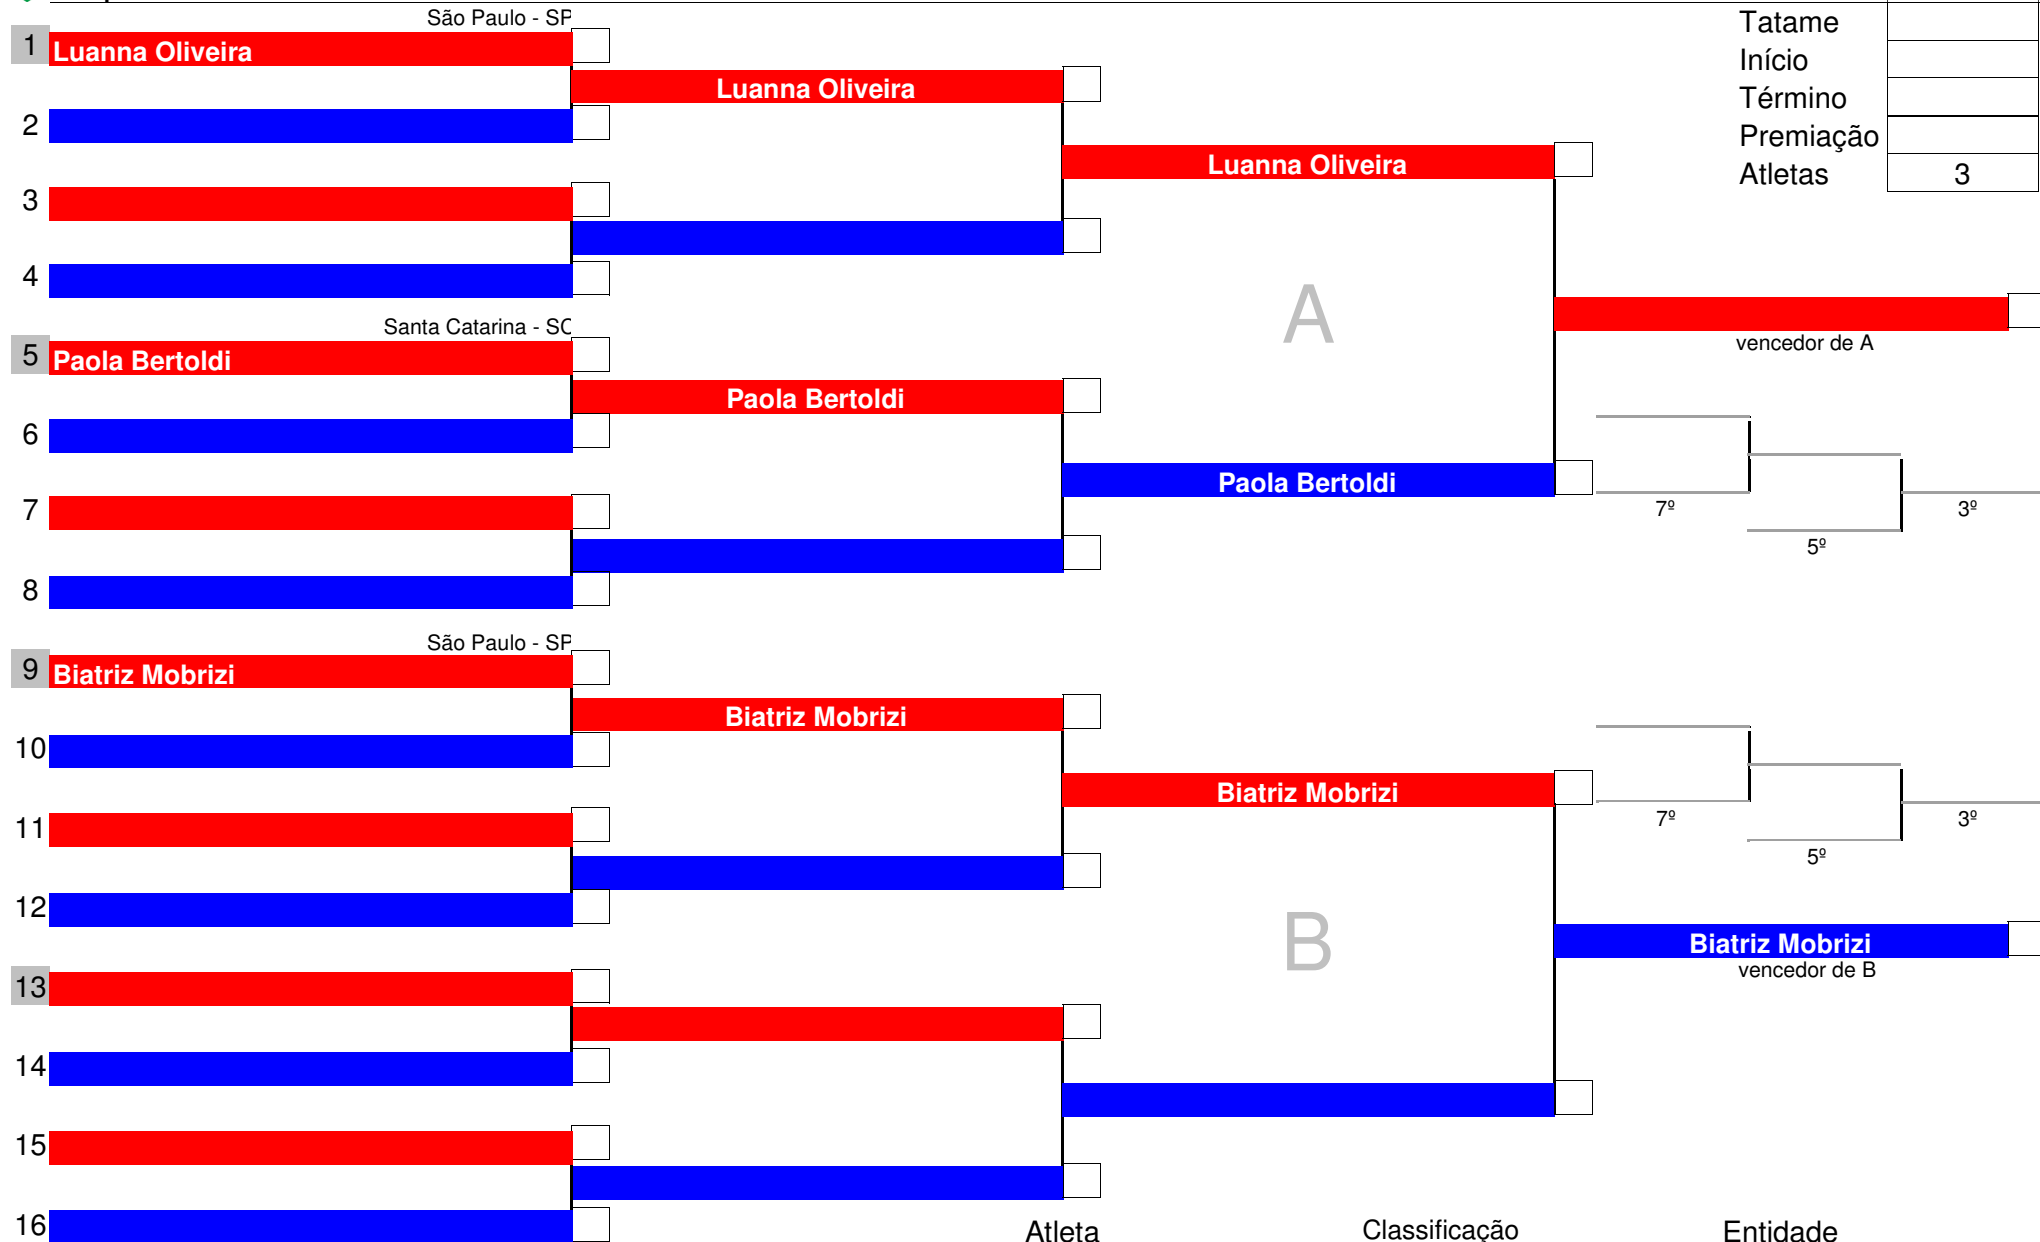 São Paulo - SP
1 Luanna Oliveira
Luanna Oliveira
2
Luanna Oliveira
3
4
A
Santa Catarina - SC
5 Paola Bertoldi
Paola Bertoldi
6
Paola Bertoldi
7
8
vencedor de A
7º
5º
3º
São Paulo - SP
9 Biatriz Mobrizi
Biatriz Mobrizi
10
Biatriz Mobrizi
11
12
B
13
14
15
16
7º
5º
3º
Biatriz Mobrizi
vencedor de B
Tatame
Início
Término
Premiação
Atletas 3
Atleta Classificação Entidade